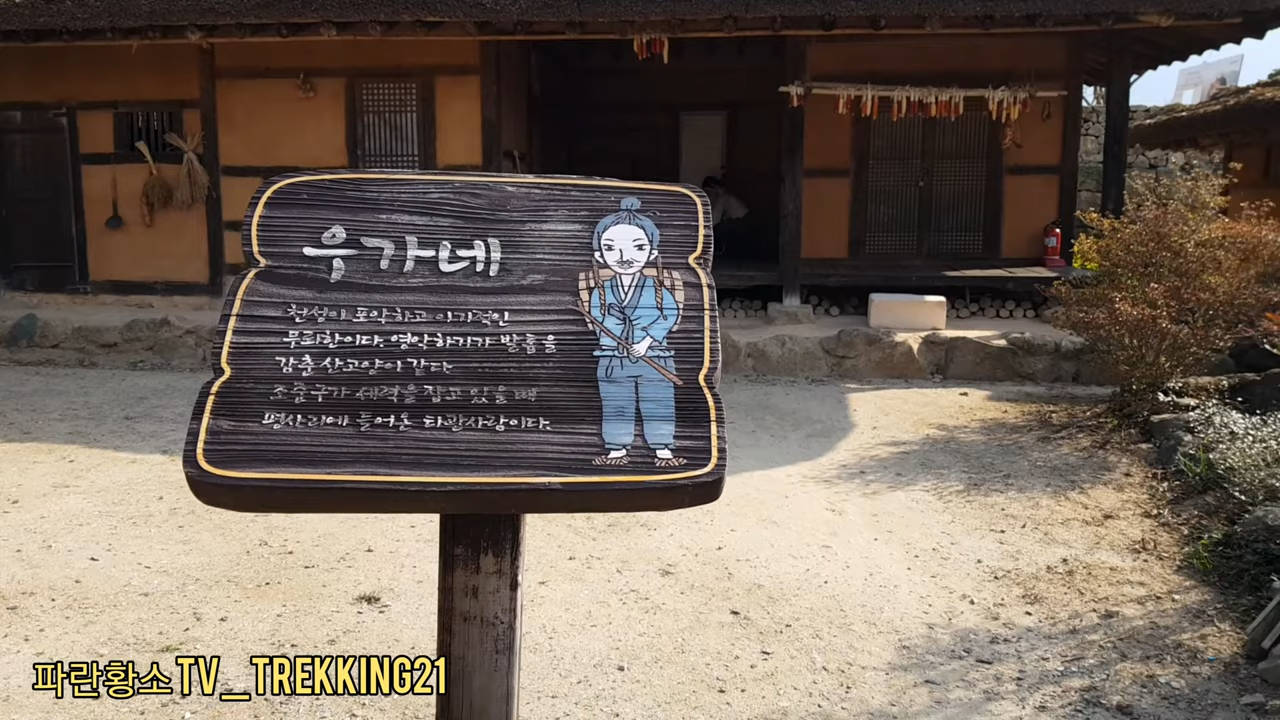 우가네
천성이 포악하고 이기적인
무뢰한이다. 영악하기가 발톱을
감춘 산고양이 같다
조준구가 세력을 잡고 있을 때
평사리에 들어온 타관사람이다.
파란황소TV_TREKKING21